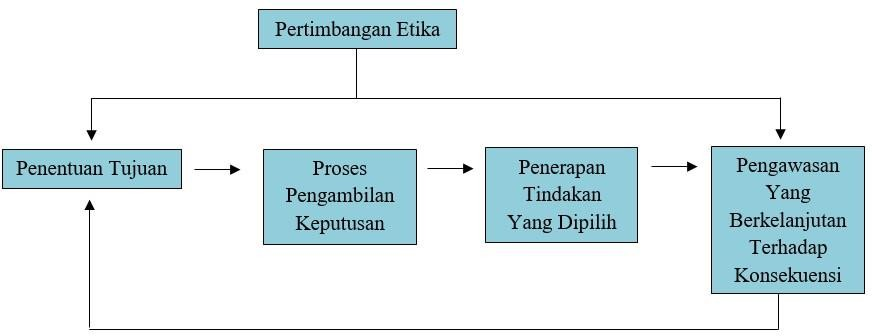 Pertimbangan Etika
Penentuan Tujuan
Proses
Pengambilan
Keputusan
Penerapan
Tindakan
Yang Dipilih
Pengawasan
Yang
Berkelanjutan
Terhadap
Konsekuensi